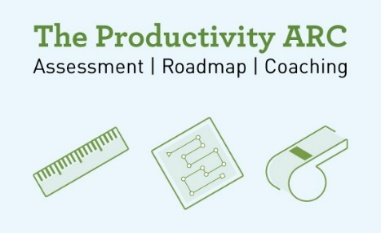 The Productivity ARC
Assessment | Roadmap | Coaching